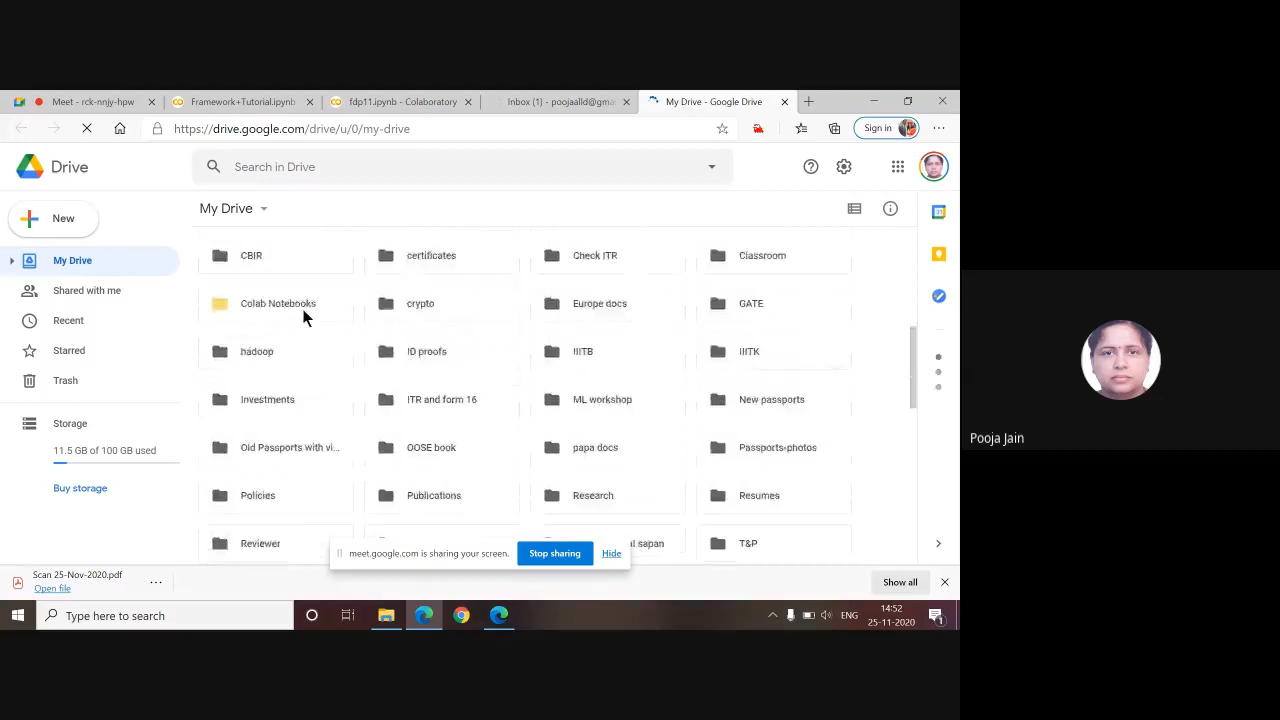 Meet - rck-nnjy-hpw
Framework+Tutorial.ipynb
fdp11.ipynb - Colaboratory
Inbox (1) - poojaalld@gma
My Drive - Google Drive
https://drive.google.com/drive/u/0/my-drive
Sign in
Drive
Search in Drive
New
My Drive
My Drive
Shared with me
Recent
Starred
Trash
Storage
11.5 GB of 100 GB used
Buy storage
CBIR
certificates
Check ITR
Classroom
Colab Notebooks
crypto
Europe docs
GATE
hadoop
ID proofs
IIITB
IIITK
Investments
ITR and form 16
ML workshop
New passports
Old Passports with vi...
OOSE book
papa docs
Passports-photos
Policies
Publications
Research
Resumes
Reviewer
al sapan
T&P
meet.google.com is sharing your screen.
Stop sharing
Hide
Scan 25-Nov-2020.pdf
Open file
Show all
Type here to search
ENG
14:52
25-11-2020
Pooja Jain